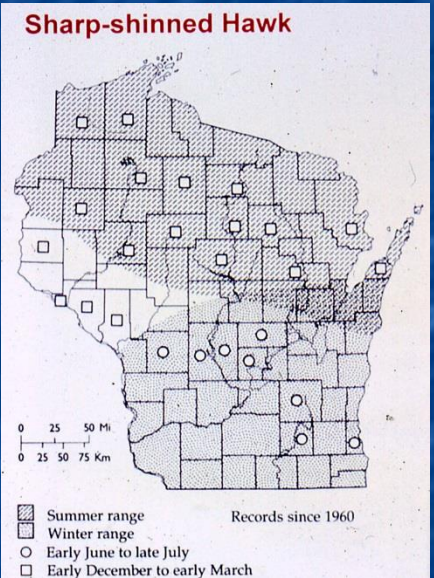 Sharp-shinned Hawk
0 25 50 Mi
0 25 50 75 Km
Summer range
Records since 1960
Winter range
Early June to late July
Early December to early March